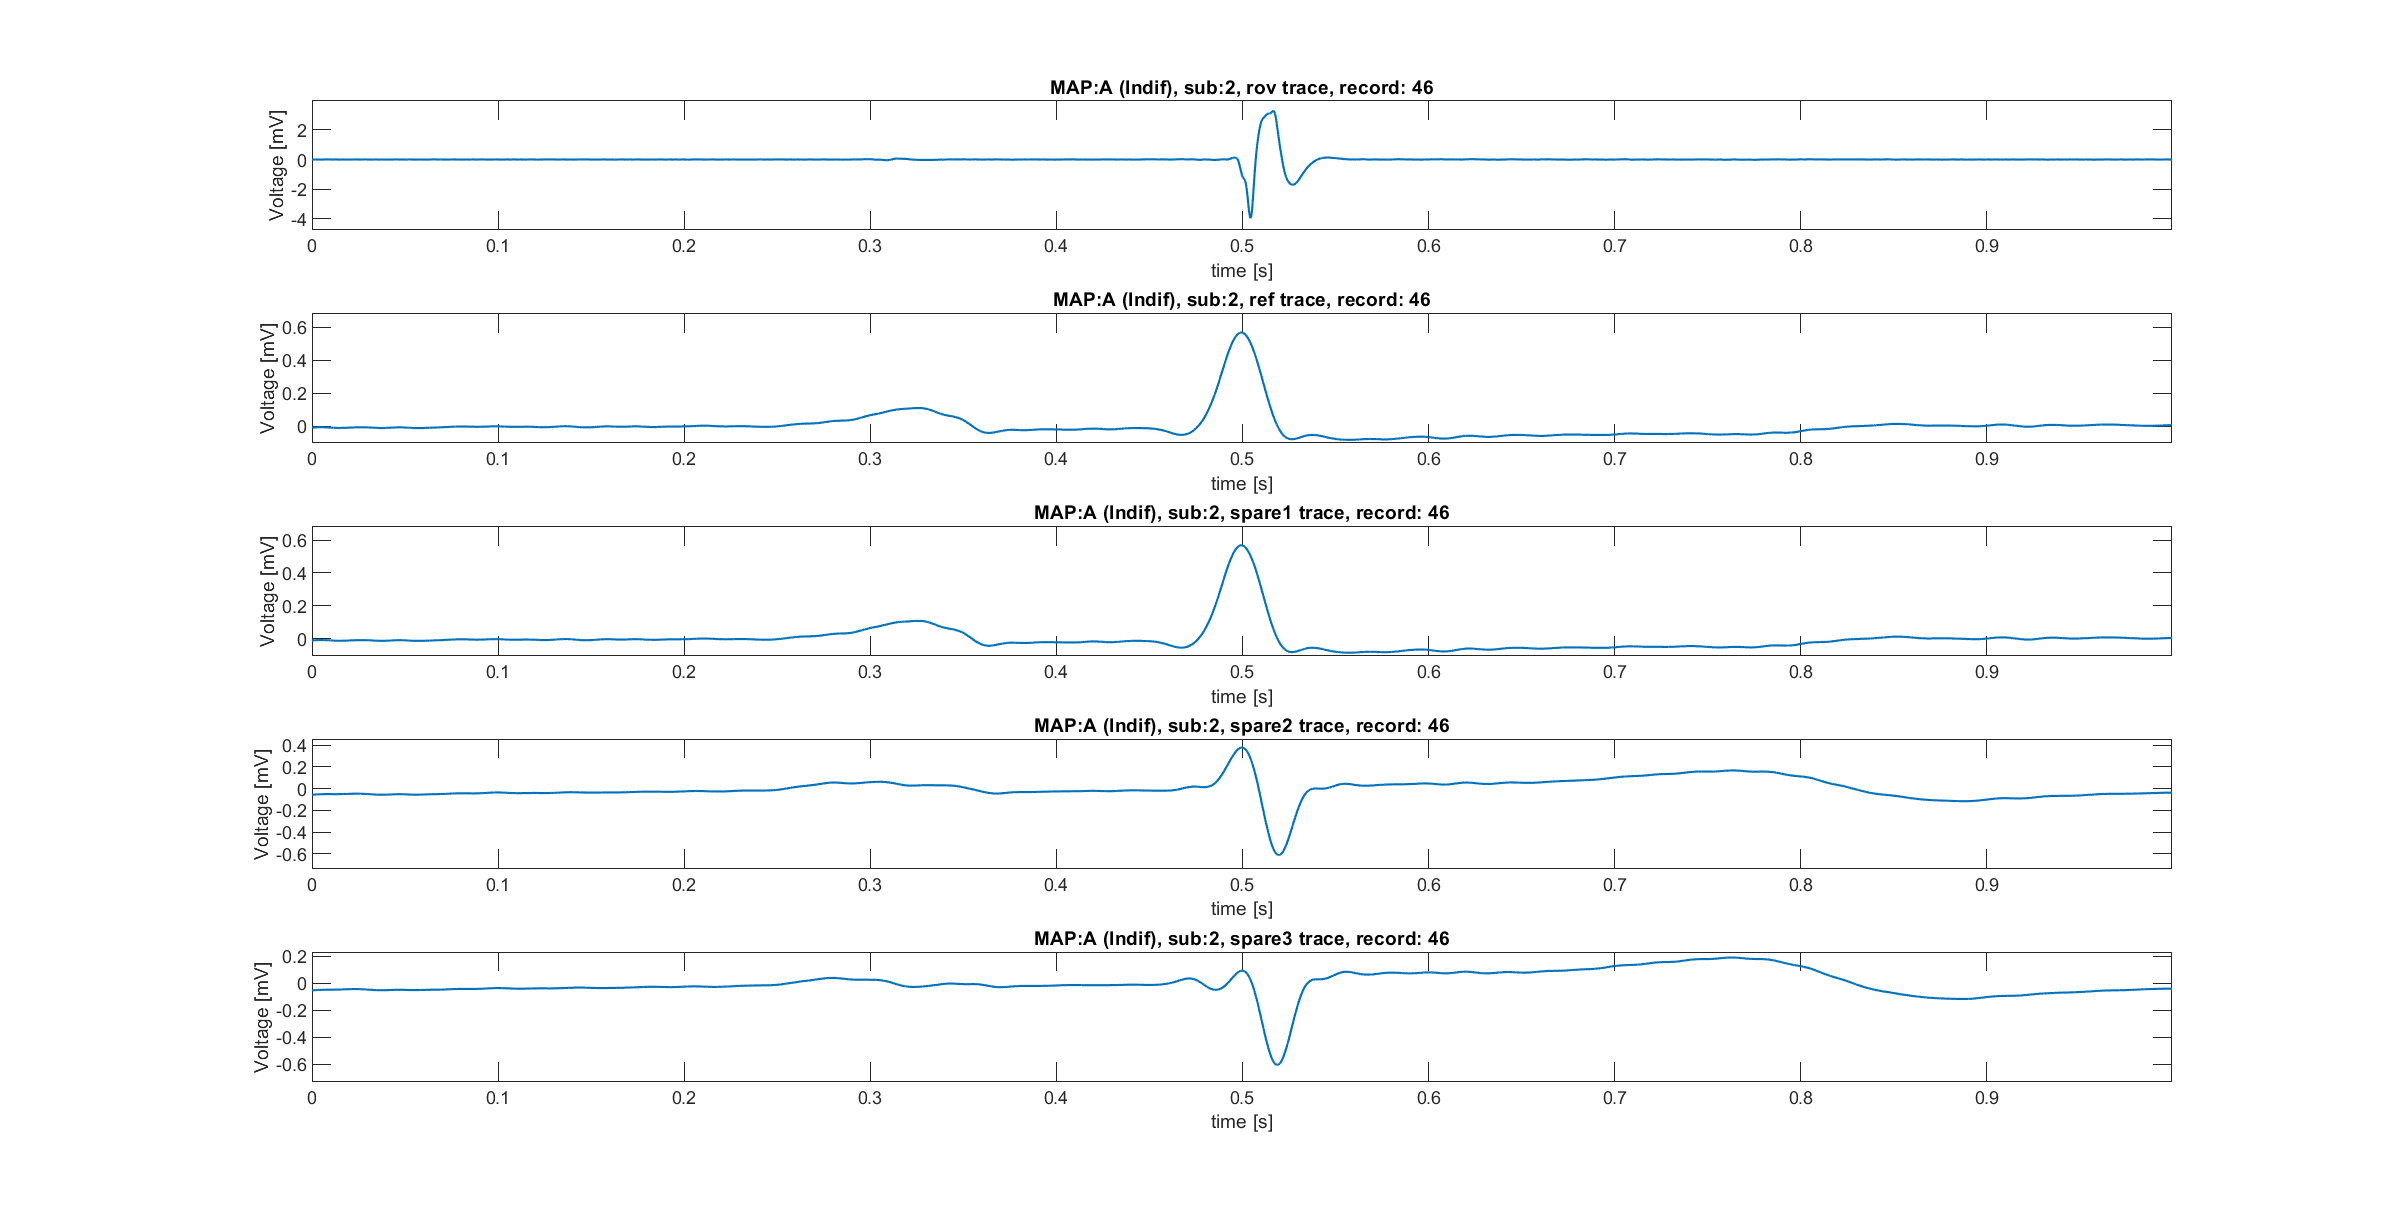 MAP:A (Indif), sub:2, rov trace, record: 46
Voltage [mV]
2
0
-2
-4
0 0.1 0.2 0.3 0.4 0.5 0.6 0.7 0.8 0.9
time [s]
MAP:A (Indif), sub:2, ref trace, record: 46
Voltage [mV]
0.6
0.4
0.2
0
0 0.1 0.2 0.3 0.4 0.5 0.6 0.7 0.8 0.9
time [s]
MAP:A (Indif), sub:2, spare1 trace, record: 46
Voltage [mV]
0.6
0.4
0.2
0
0 0.1 0.2 0.3 0.4 0.5 0.6 0.7 0.8 0.9
time [s]
MAP:A (Indif), sub:2, spare2 trace, record: 46
Voltage [mV]
0.4
0.2
0
-0.2
-0.4
-0.6
0 0.1 0.2 0.3 0.4 0.5 0.6 0.7 0.8 0.9
time [s]
MAP:A (Indif), sub:2, spare3 trace, record: 46
Voltage [mV]
0.2
0
-0.2
-0.4
-0.6
0 0.1 0.2 0.3 0.4 0.5 0.6 0.7 0.8 0.9
time [s]